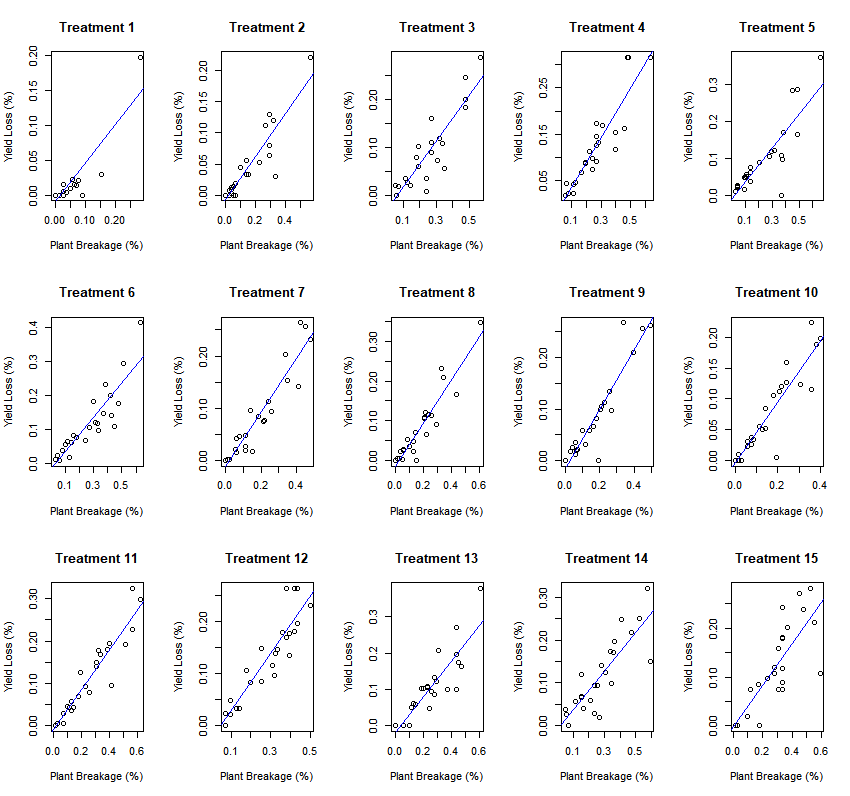 Treatment 1
Yield Loss (%)
0.00 0.05 0.10 0.15 0.20
0.00 0.10 0.20
Plant Breakage (%)
Treatment 2
Yield Loss (%)
0.00 0.05 0.10 0.15 0.20
0.0 0.2 0.4
Plant Breakage (%)
Treatment 3
Yield Loss (%)
0.00 0.10 0.20
0.1 0.3 0.5
Plant Breakage (%)
Treatment 4
Yield Loss (%)
0.05 0.15 0.25
0.1 0.3 0.5
Plant Breakage (%)
Treatment 5
Yield Loss (%)
0.0 0.1 0.2 0.3
0.1 0.3 0.5
Plant Breakage (%)
Treatment 6
Yield Loss (%)
0.0 0.1 0.2 0.3 0.4
0.1 0.3 0.5
Plant Breakage (%)
Treatment 7
Yield Loss (%)
0.00 0.10 0.20
0.0 0.2 0.4
Plant Breakage (%)
Treatment 8
Yield Loss (%)
0.00 0.10 0.20 0.30
0.0 0.2 0.4 0.6
Plant Breakage (%)
Treatment 9
Yield Loss (%)
0.00 0.10 0.20
0.0 0.2 0.4
Plant Breakage (%)
Treatment 10
Yield Loss (%)
0.00 0.05 0.10 0.15 0.20
0.0 0.2 0.4
Plant Breakage (%)
Treatment 11
Yield Loss (%)
0.00 0.10 0.20 0.30
0.0 0.2 0.4 0.6
Plant Breakage (%)
Treatment 12
Yield Loss (%)
0.00 0.10 0.20
0.1 0.3 0.5
Plant Breakage (%)
Treatment 13
Yield Loss (%)
0.0 0.1 0.2 0.3
0.0 0.2 0.4 0.6
Plant Breakage (%)
Treatment 14
Yield Loss (%)
0.00 0.10 0.20 0.30
0.1 0.3 0.5
Plant Breakage (%)
Treatment 15
Yield Loss (%)
0.00 0.10 0.20
0.0 0.2 0.4 0.6
Plant Breakage (%)